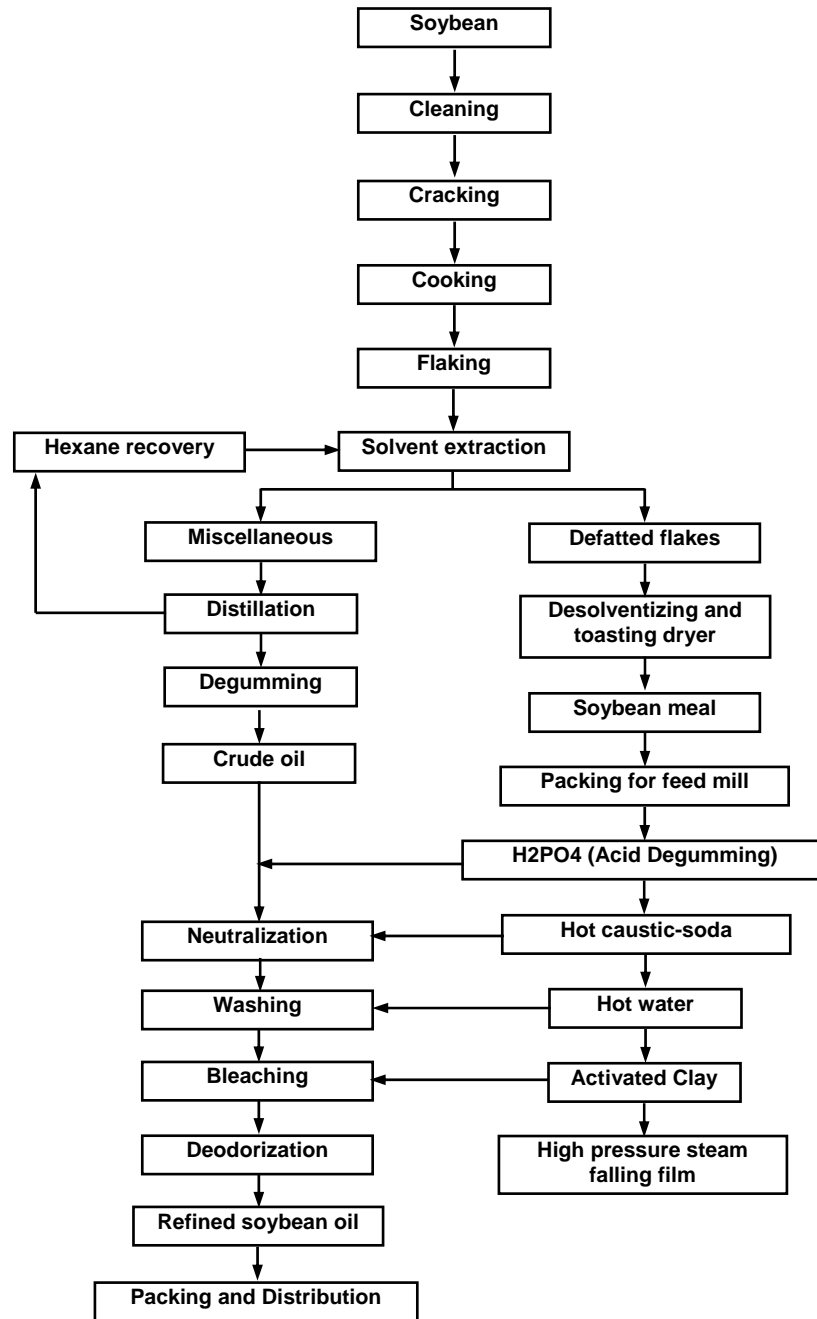 Soybean
Cleaning
Cracking
Cooking
Flaking
Hexane recovery
Solvent extraction
Miscellaneous
Defatted flakes
Distillation
Desolventizing and
toasting dryer
Degumming
Soybean meal
Crude oil
Packing for feed mill
H2PO4 (Acid Degumming)
Neutralization
Hot caustic-soda
Washing
Hot water
Bleaching
Activated Clay
Deodorization
High pressure steam
falling film
Refined soybean oil
Packing and Distribution